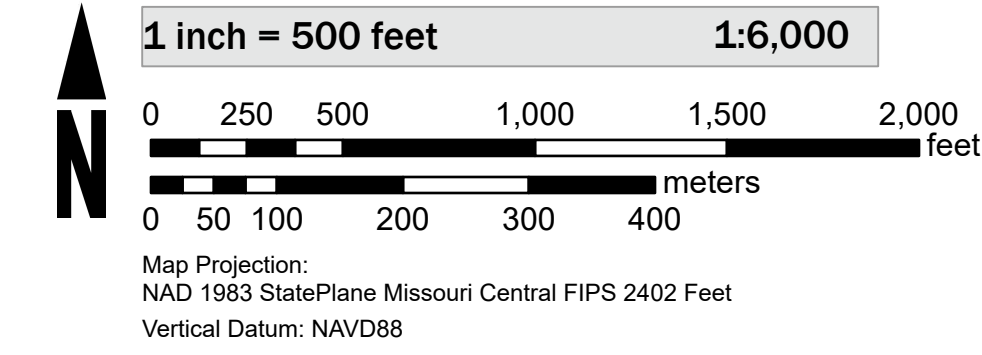 1 inch = 500 feet 1:6,000
0 250 500 1,000 1,500 2,000
feet
meters
0 50 100 200 300 400
N
Map Projection:
NAD 1983 StatePlane Missouri Central FIPS 2402 Feet
Vertical Datum: NAVD88